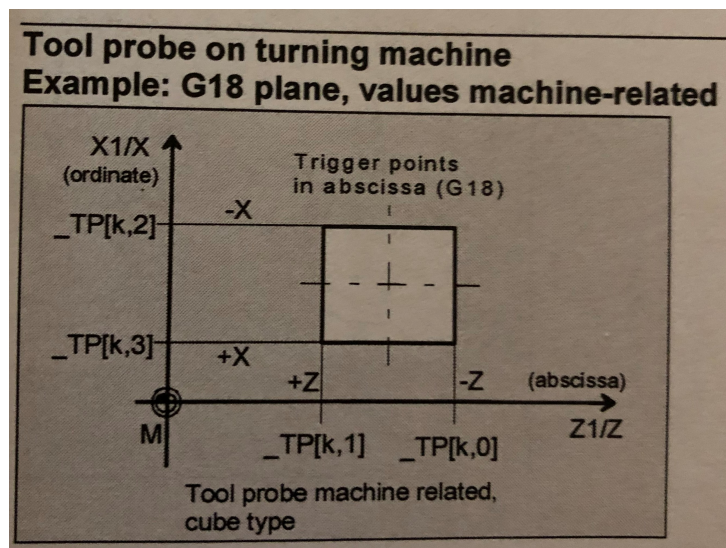 Tool probe on turning machine
Example: G18 plane, values machine-related
X1/X
(ordinate)
Trigger points
in abscissa (G18)
-X
_TP[k,2]
_TP[k,3]
+X
+Z
-Z
(abscissa)
M
_TP[k,1]
_TP[k,0]
Z1/Z
Tool probe machine related,
cube type